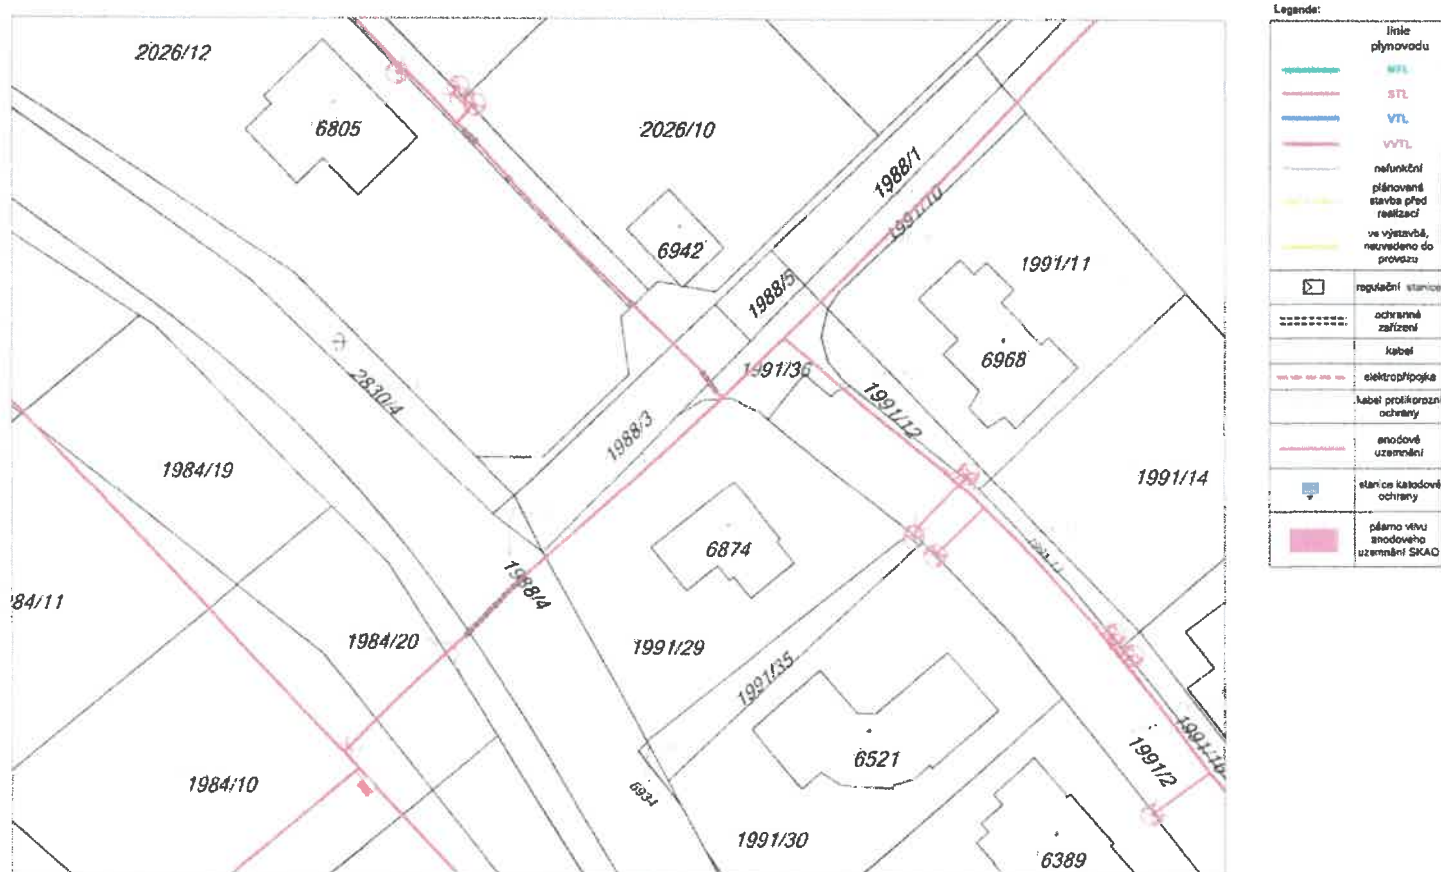 Legenda:
linie
plynovodu
NTL
STL
VTL
VVTL
nefunkční
plánovaná
stavba před
realizací
ve výstavbě,
neuvedeno do
provozu
regulační stanice
ochranné
zařízení
kabel
elektropřípojka
kabel protikorozní
ochrany
anodové
uzemnění
stanice katodové
ochrany
pásmo vlivu
anodového
uzemnění SKAO
2026/12
6805
2026/10
1988/1
1991/10
6942
1988/5
1991/11
6968
1991/36
1991/12
2830/4
1988/3
1984/19
1991/14
6874
1988/4
84/11
1984/20
1991/29
1991/35
6521
1991/2
1991/16
1984/10
6934
1991/30
6389